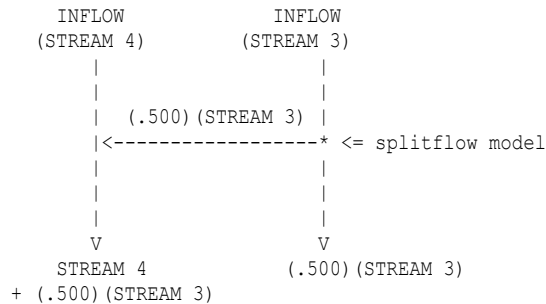 INFLOW INFLOW
(STREAM 4) (STREAM 3)
| |
| |
| (.500)(STREAM 3) |
|<------------------* <= splitflow model
| |
| |
| |
V V
STREAM 4 (.500)(STREAM 3)
+ (.500)(STREAM 3)